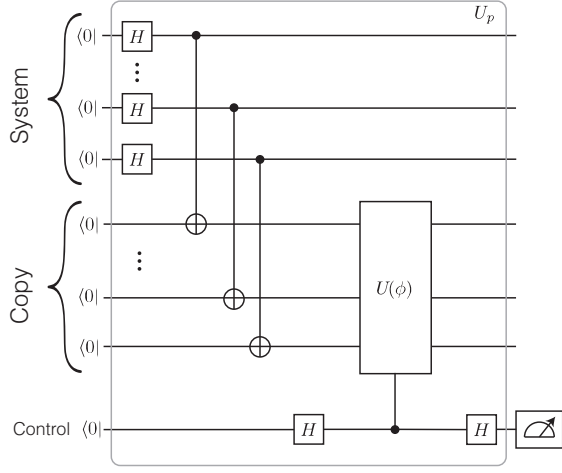 U_p
System
⟨0| H
⋮
⟨0| H
⟨0| H
Copy
⟨0|
⋮
⟨0| U(ϕ)
⟨0|
Control ⟨0| H H